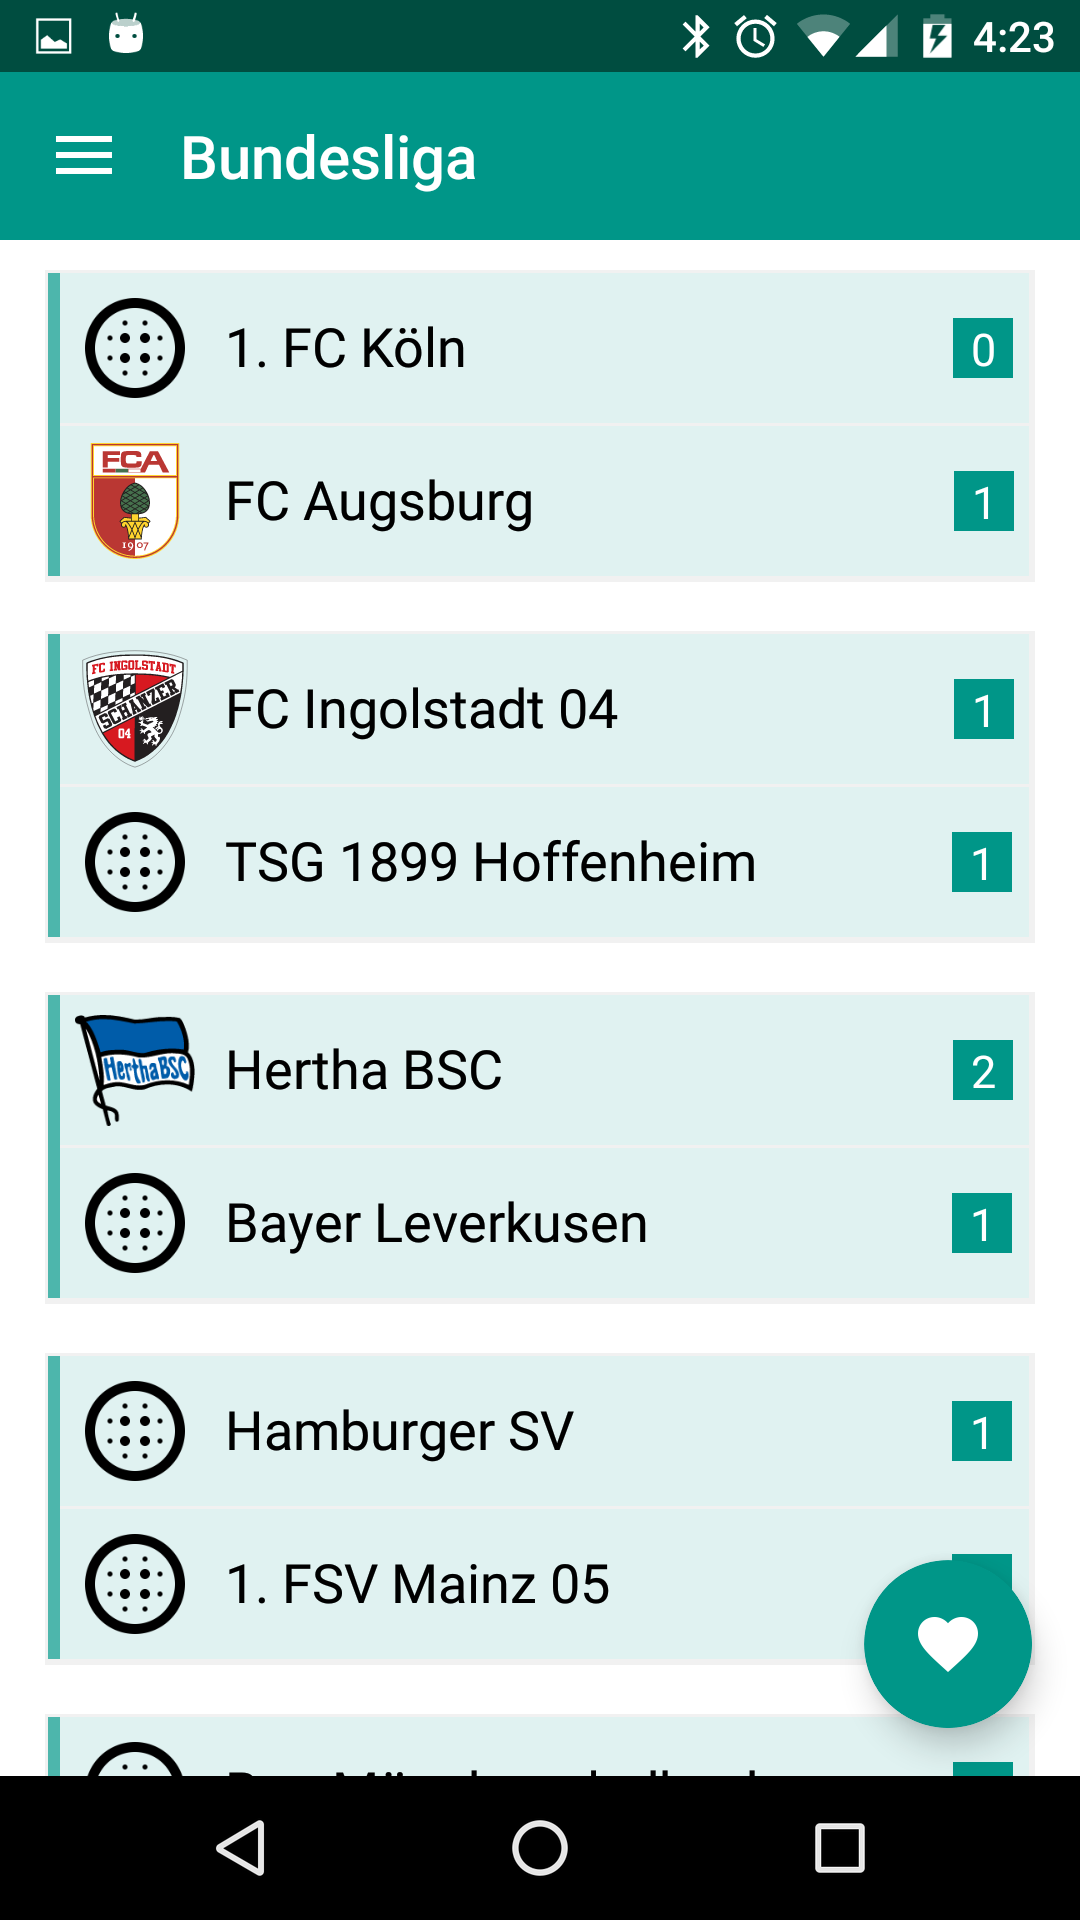 4:23
Bundesliga
1. FC Köln 0
FCA
1907
FC Augsburg 1
FC INGOLSTADT
SCHANZER
04
FC Ingolstadt 04 1
TSG 1899 Hoffenheim 1
Hertha BSC
Hertha BSC 2
Bayer Leverkusen 1
Hamburger SV 1
1. FSV Mainz 05